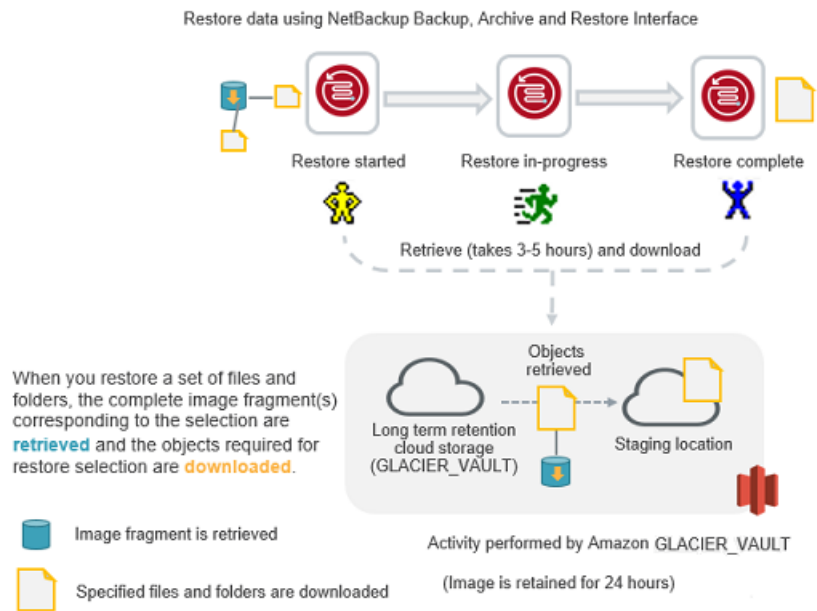 Restore data using NetBackup Backup, Archive and Restore Interface
Restore started
Restore in-progress
Restore complete
Retrieve (takes 3-5 hours) and download
When you restore a set of files and
folders, the complete image fragment(s)
corresponding to the selection are
retrieved and the objects required for
restore selection are downloaded.
Objects
retrieved
Long term retention
cloud storage
(GLACIER_VAULT)
Staging location
Image fragment is retrieved
Specified files and folders are downloaded
Activity performed by Amazon GLACIER_VAULT
(Image is retained for 24 hours)